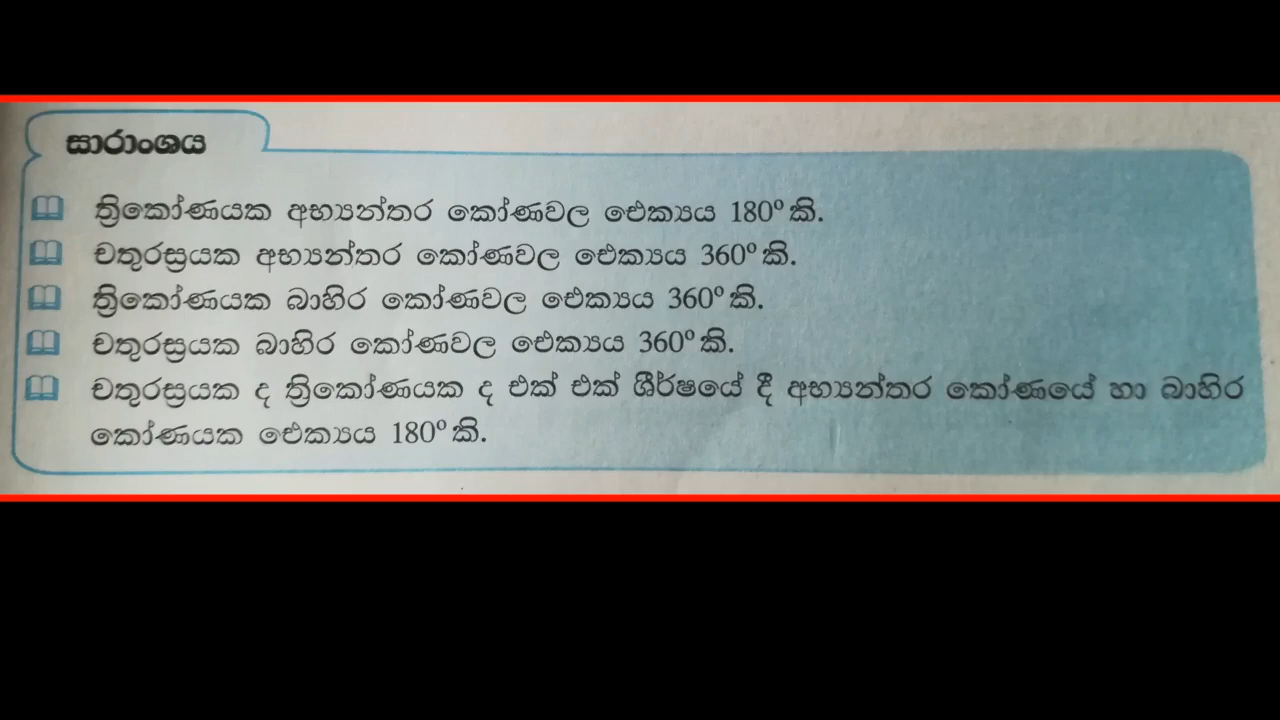 සාරාංශය
ත්‍රිකෝණයක අභ්‍යන්තර කෝණවල ඓක්‍යය 180° කි.
චතුරස්‍රයක අභ්‍යන්තර කෝණවල ඓක්‍යය 360° කි.
ත්‍රිකෝණයක බාහිර කෝණවල ඓක්‍යය 360° කි.
චතුරස්‍රයක බාහිර කෝණවල ඓක්‍යය 360° කි.
චතුරස්‍රයක ද ත්‍රිකෝණයක ද එක් එක් ශීර්ෂයේ දී අභ්‍යන්තර කෝණයේ හා බාහිර
කෝණයක ඓක්‍යය 180° කි.